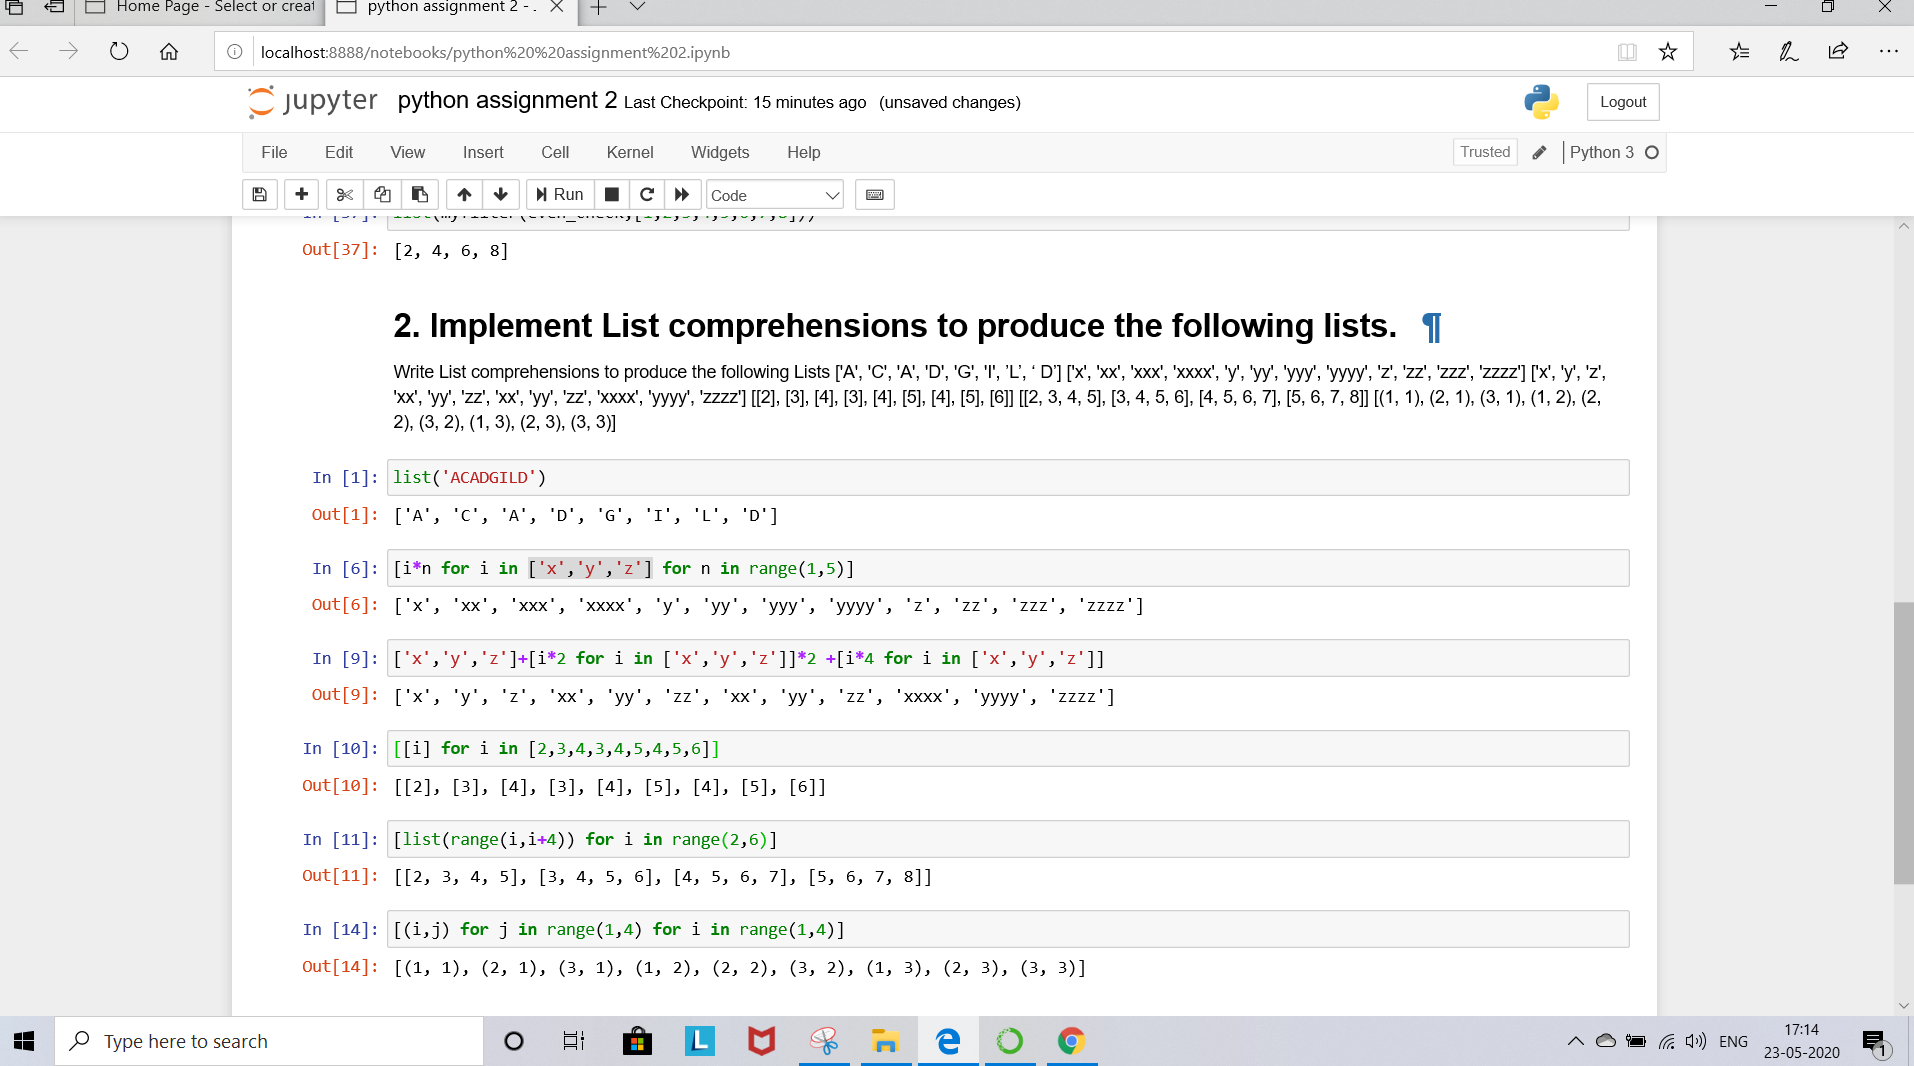 Home Page - Select or creat
python assignment 2 - .
localhost:8888/notebooks/python%20%20assignment%202.ipynb
jupyter python assignment 2 Last Checkpoint: 15 minutes ago (unsaved changes)
Logout
File Edit View Insert Cell Kernel Widgets Help
Trusted Python 3
Run Code
Out[37]: [2, 4, 6, 8]
2. Implement List comprehensions to produce the following lists. ¶
Write List comprehensions to produce the following Lists ['A', 'C', 'A', 'D', 'G', 'I', ’L’, ‘ D’] ['x', 'xx', 'xxx', 'xxxx', 'y', 'yy', 'yyy', 'yyyy', 'z', 'zz', 'zzz', 'zzzz'] ['x', 'y', 'z',
'xx', 'yy', 'zz', 'xx', 'yy', 'zz', 'xxxx', 'yyyy', 'zzzz'] [[2], [3], [4], [3], [4], [5], [4], [5], [6]] [[2, 3, 4, 5], [3, 4, 5, 6], [4, 5, 6, 7], [5, 6, 7, 8]] [(1, 1), (2, 1), (3, 1), (1, 2), (2,
2), (3, 2), (1, 3), (2, 3), (3, 3)]
In [1]: list('ACADGILD')
Out[1]: ['A', 'C', 'A', 'D', 'G', 'I', 'L', 'D']
In [6]: [i*n for i in ['x','y','z'] for n in range(1,5)]
Out[6]: ['x', 'xx', 'xxx', 'xxxx', 'y', 'yy', 'yyy', 'yyyy', 'z', 'zz', 'zzz', 'zzzz']
In [9]: ['x','y','z']+[i*2 for i in ['x','y','z']]*2 +[i*4 for i in ['x','y','z']]
Out[9]: ['x', 'y', 'z', 'xx', 'yy', 'zz', 'xx', 'yy', 'zz', 'xxxx', 'yyyy', 'zzzz']
In [10]: [[i] for i in [2,3,4,3,4,5,4,5,6]]
Out[10]: [[2], [3], [4], [3], [4], [5], [4], [5], [6]]
In [11]: [list(range(i,i+4)) for i in range(2,6)]
Out[11]: [[2, 3, 4, 5], [3, 4, 5, 6], [4, 5, 6, 7], [5, 6, 7, 8]]
In [14]: [(i,j) for j in range(1,4) for i in range(1,4)]
Out[14]: [(1, 1), (2, 1), (3, 1), (1, 2), (2, 2), (3, 2), (1, 3), (2, 3), (3, 3)]
Type here to search
L
ENG
17:14
23-05-2020
1